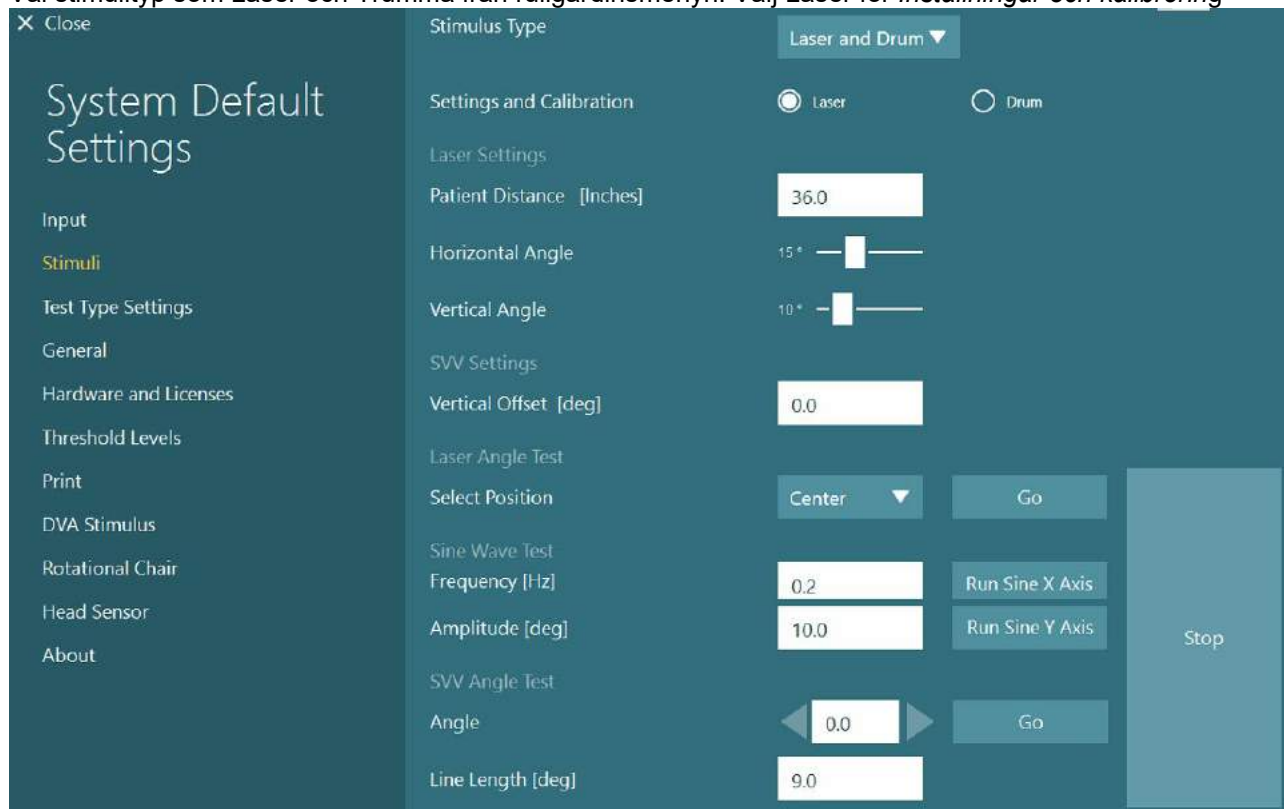 Val stimulityp som Laser och Trumma från rullgardinsmenyn. Välj Laser för Inställningar och kalibrering
X Close
System Default
Settings
Input
Stimuli
Test Type Settings
General
Hardware and Licenses
Threshold Levels
Print
DVA Stimulus
Rotational Chair
Head Sensor
About
Stimulus Type Laser and Drum
Settings and Calibration Laser Drum
Laser Settings
Patient Distance [Inches] 36.0
Horizontal Angle 15°
Vertical Angle 10°
SVV Settings
Vertical Offset [deg] 0.0
Laser Angle Test
Select Position Center Go
Sine Wave Test
Frequency [Hz] 0.2 Run Sine X Axis
Amplitude [deg] 10.0 Run Sine Y Axis
Stop
SVV Angle Test
Angle 0.0 Go
Line Length [deg] 9.0